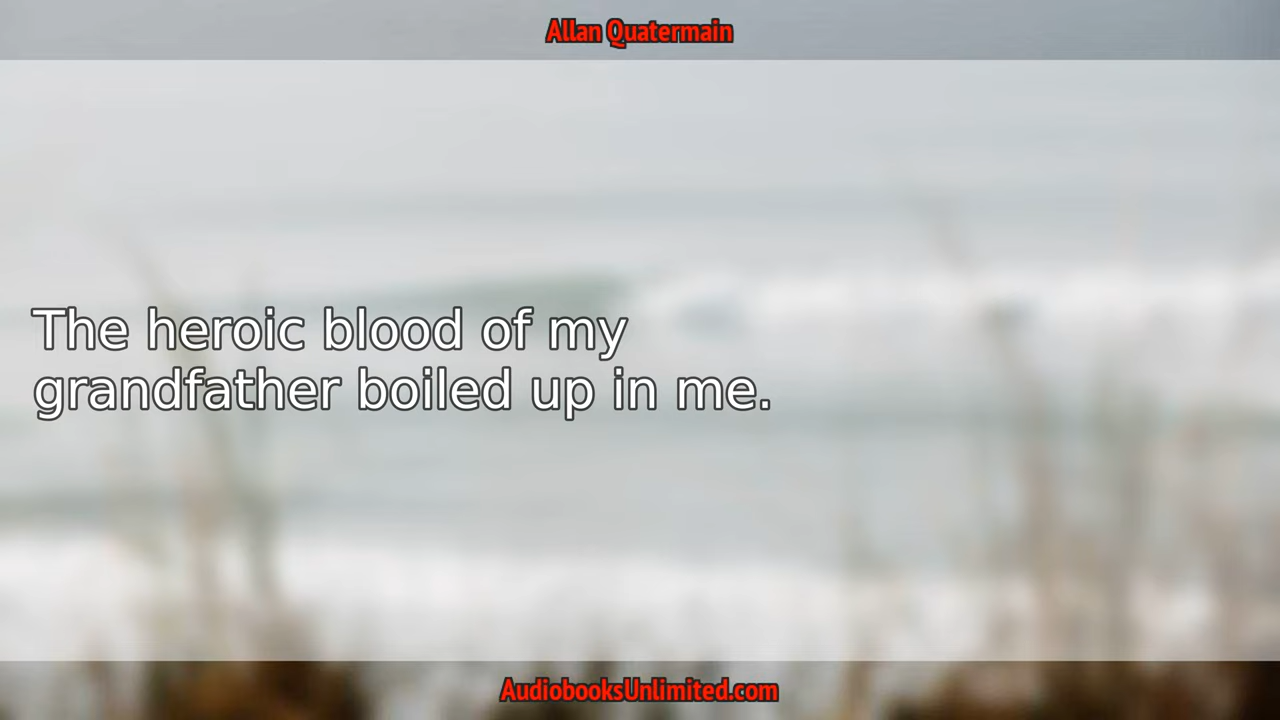 Allan Quatermain
The heroic blood of my
grandfather boiled up in me.
AudiobooksUnlimited.com